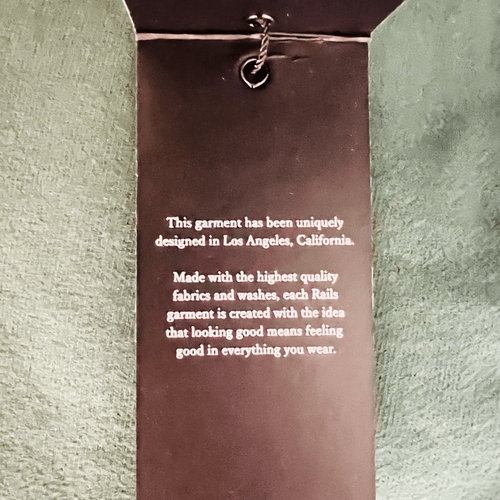 This garment has been uniquely
designed in Los Angeles, California.
Made with the highest quality
fabrics and washes, each Rails
garment is created with the idea
that looking good means feeling
good in everything you wear.